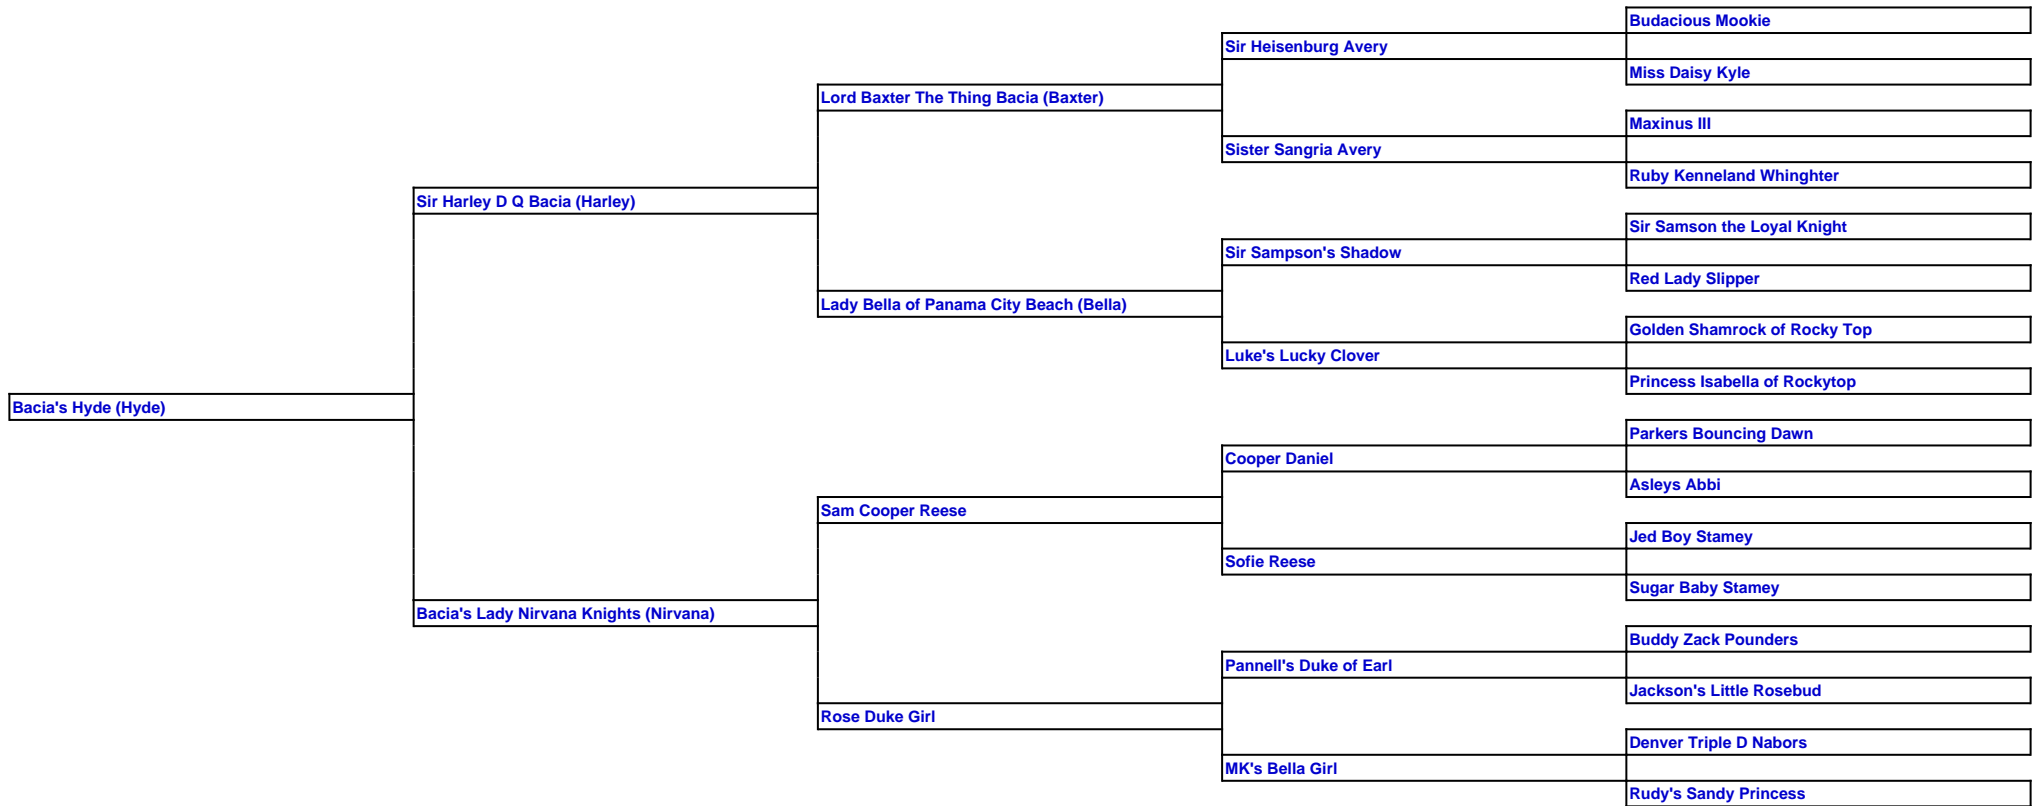 Budacious Mookie
Sir Heisenburg Avery
Miss Daisy Kyle
Lord Baxter The Thing Bacia (Baxter)
Maxinus III
Sister Sangria Avery
Ruby Kenneland Whinghter
Sir Harley D Q Bacia (Harley)
Sir Samson the Loyal Knight
Sir Sampson's Shadow
Red Lady Slipper
Lady Bella of Panama City Beach (Bella)
Golden Shamrock of Rocky Top
Luke's Lucky Clover
Princess Isabella of Rockytop
Bacia's Hyde (Hyde)
Parkers Bouncing Dawn
Cooper Daniel
Asleys Abbi
Sam Cooper Reese
Jed Boy Stamey
Sofie Reese
Sugar Baby Stamey
Bacia's Lady Nirvana Knights (Nirvana)
Buddy Zack Pounders
Pannell's Duke of Earl
Jackson's Little Rosebud
Rose Duke Girl
Denver Triple D Nabors
MK's Bella Girl
Rudy's Sandy Princess